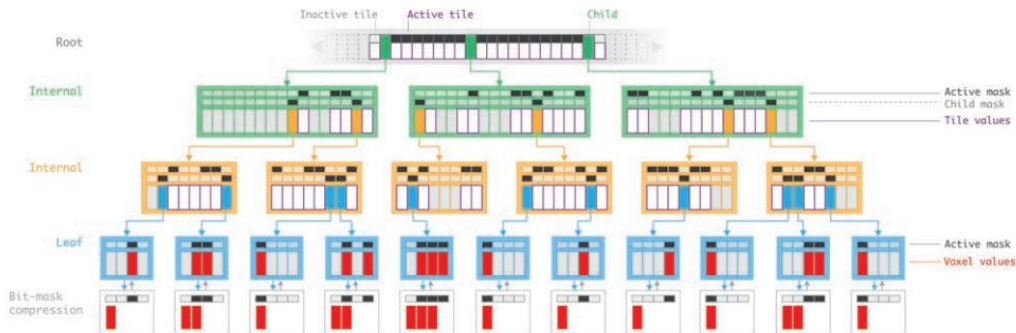 Inactive tile
Active tile
Child
Root
Internal
Active mask
Child mask
Tile values
Internal
Leaf
Active mask
Voxel values
Bit-mask
compression